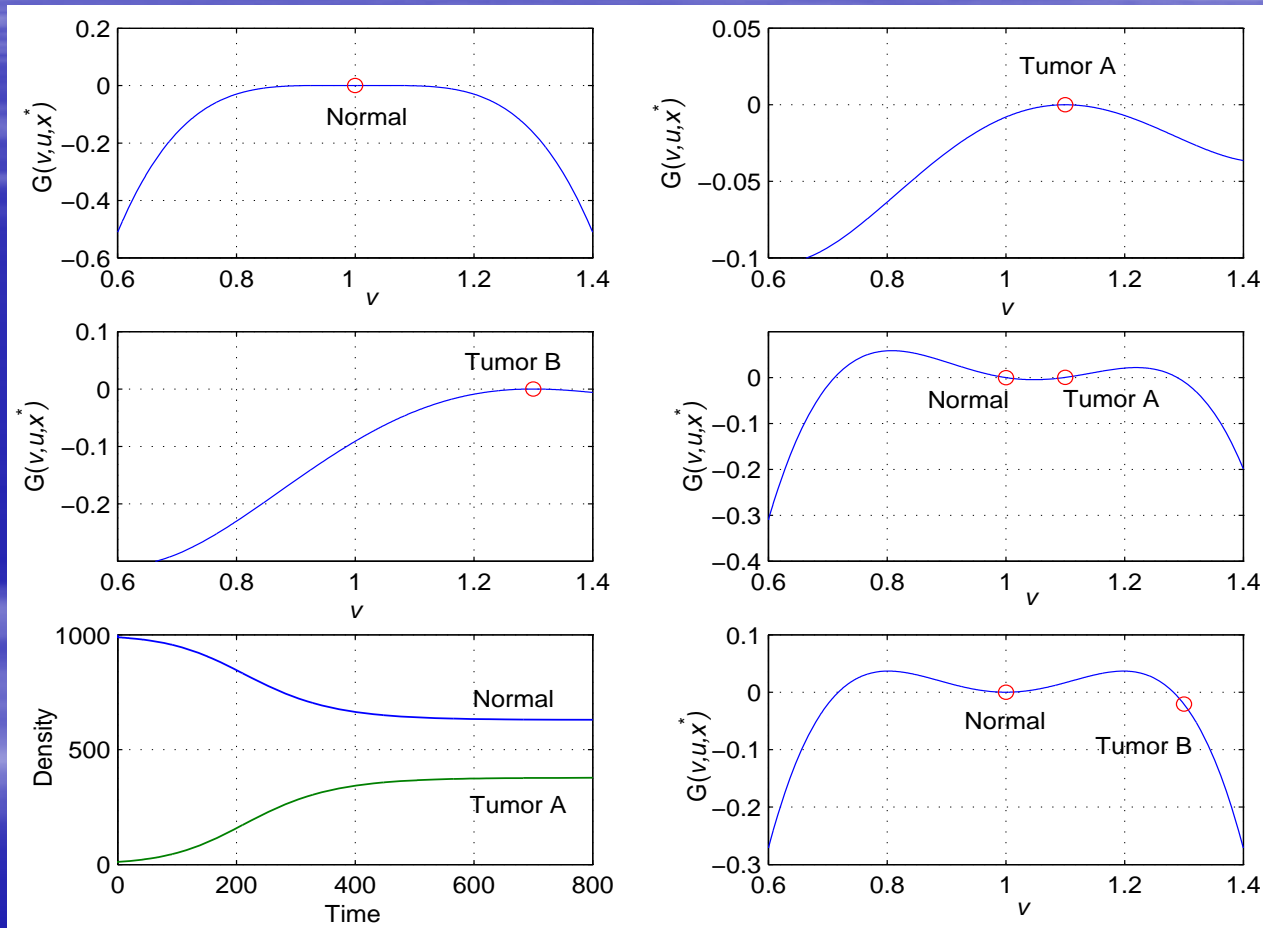 0.2
0
−0.2
−0.4
−0.6
0.6 0.8 1 1.2 1.4
G(v,u,x*)
v
Normal
0.05
0
−0.05
−0.1
0.6 0.8 1 1.2 1.4
G(v,u,x*)
v
Tumor A
0.1
0
−0.1
−0.2
0.6 0.8 1 1.2 1.4
G(v,u,x*)
v
Tumor B
0.1
0
−0.1
−0.2
−0.3
−0.4
0.6 0.8 1 1.2 1.4
G(v,u,x*)
v
Normal
Tumor A
1000
500
0
0 200 400 600 800
Density
Time
Normal
Tumor A
0.1
0
−0.1
−0.2
−0.3
0.6 0.8 1 1.2 1.4
G(v,u,x*)
v
Normal
Tumor B